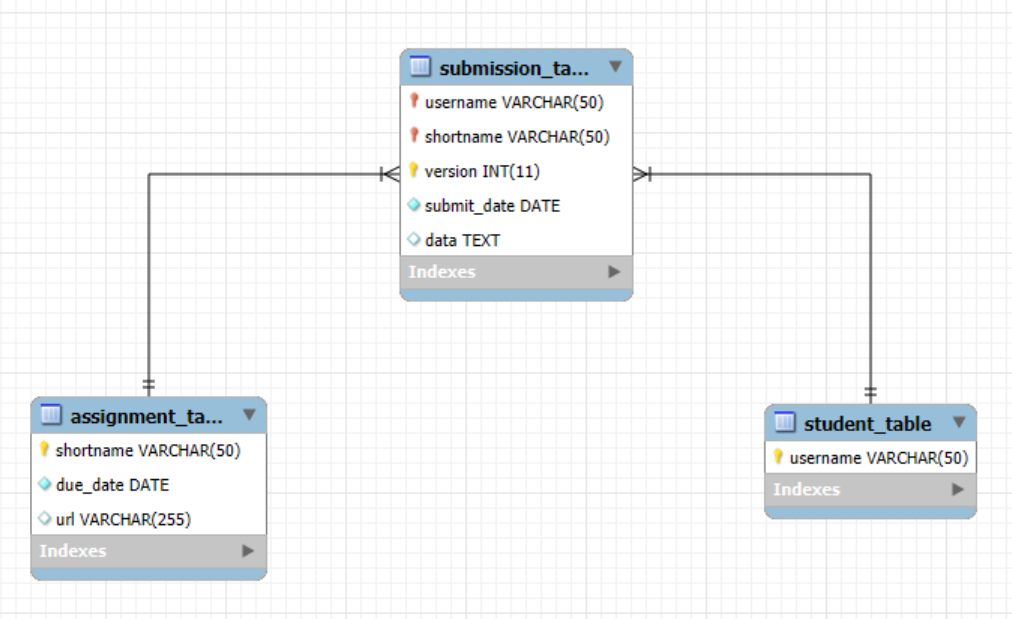 submission_ta...
username VARCHAR(50)
shortname VARCHAR(50)
version INT(11)
submit_date DATE
data TEXT
Indexes
assignment_ta...
shortname VARCHAR(50)
due_date DATE
url VARCHAR(255)
Indexes
student_table
username VARCHAR(50)
Indexes